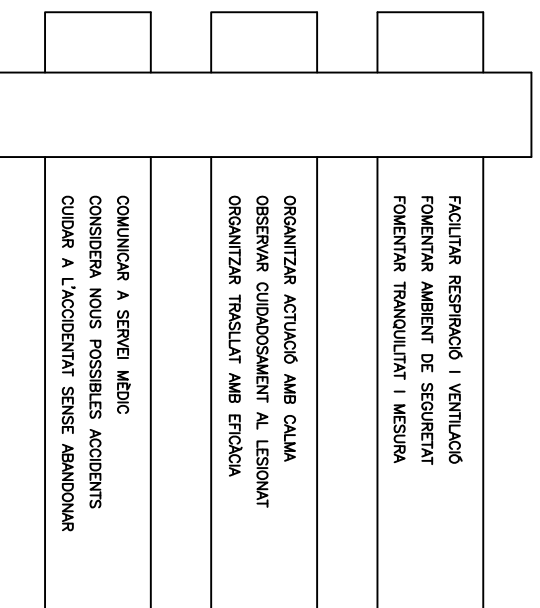 FACILITAR RESPIRACIÓ I VENTILACIÓ
FOMENTAR AMBIENT DE SEGURETAT
FOMENTAR TRANQUILITAT I MESURA
ORGANITZAR ACTUACIÓ AMB CALMA
OBSERVAR CUIDADOSAMENT AL LESIONAT
ORGANITZAR TRASLLAT AMB EFICÀCIA
COMUNICAR A SERVEI MÈDIC
CONSIDERA NOUS POSSIBLES ACCIDENTS
CUIDAR A L'ACCIDENTAT SENSE ABANDONAR